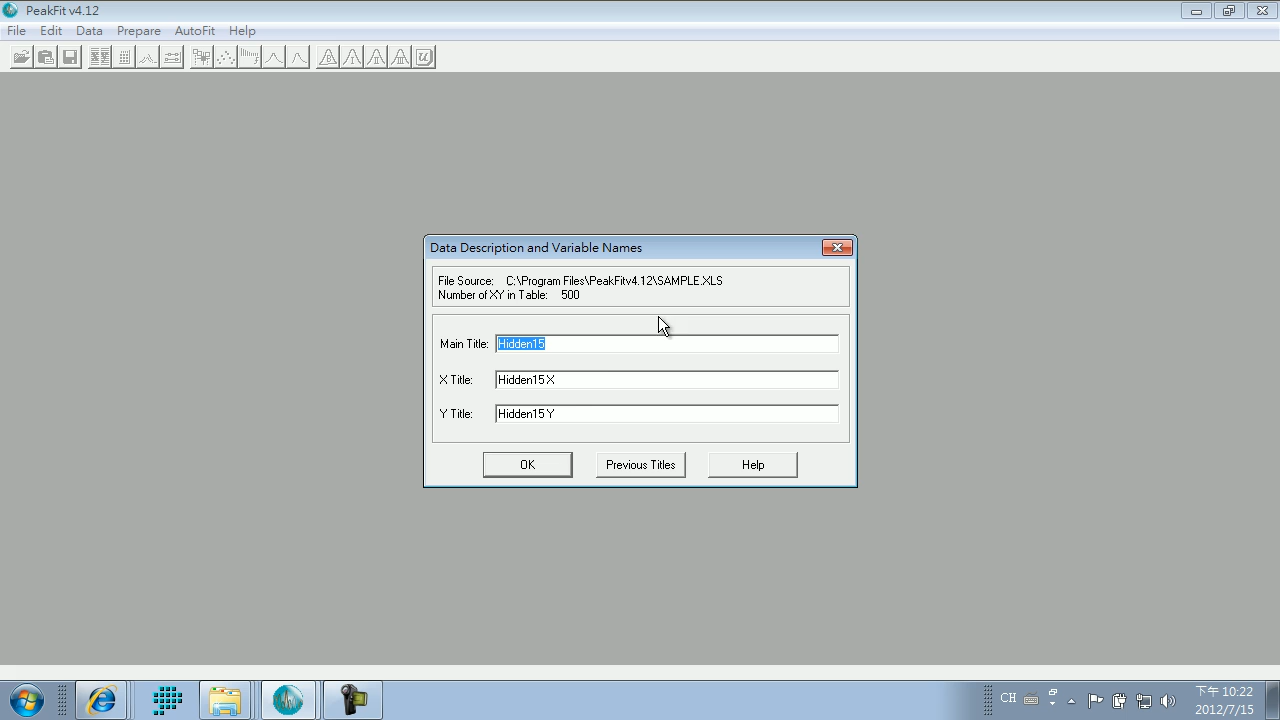 PeakFit v4.12
File Edit Data Prepare AutoFit Help
Data Description and Variable Names
File Source: C:\Program Files\PeakFitv4.12\SAMPLE.XLS
Number of XY in Table: 500
Main Title: Hidden15
X Title: Hidden15 X
Y Title: Hidden15 Y
OK Previous Titles Help
CH
下午 10:22
2012/7/15